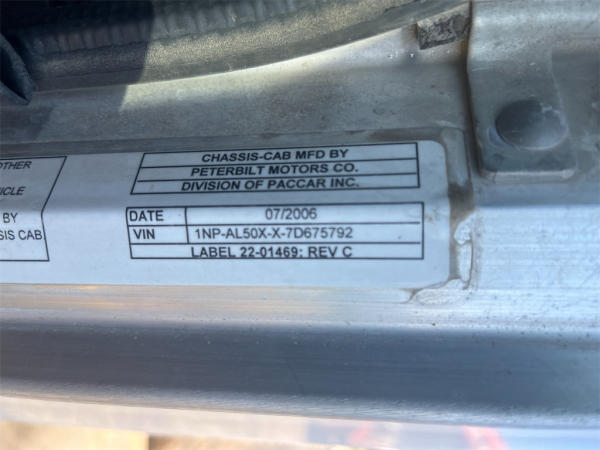 OTHER
HICLE
BY
SIS CAB
CHASSIS-CAB MFD BY
PETERBILT MOTORS CO.
DIVISION OF PACCAR INC.
DATE 07/2006
VIN 1NP-AL50X-X-7D675792
LABEL 22-01469; REV C